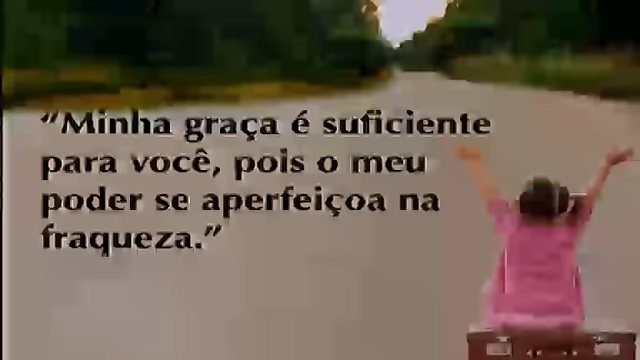 “Minha graça é suficiente
para você, pois o meu
poder se aperfeiçoa na
fraqueza.”